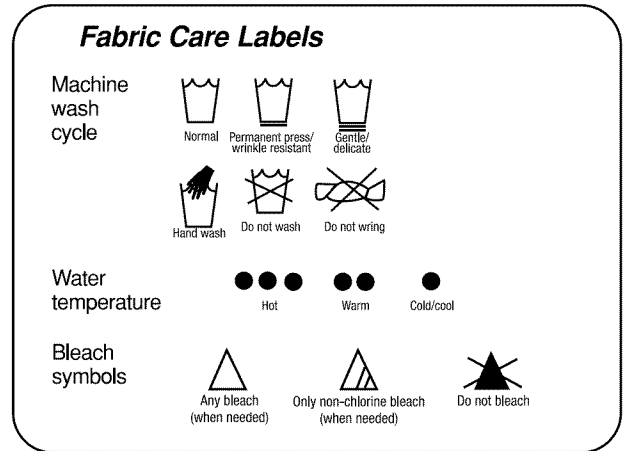 Fabric Care Labels
Machine
wash
cycle
Normal
Permanent press/
wrinkle resistant
Gentle/
delicate
Hand wash
Do not wash
Do not wring
Water
temperature
Hot
Warm
Cold/cool
Bleach
symbols
Any bleach
(when needed)
Only non-chlorine bleach
(when needed)
Do not bleach